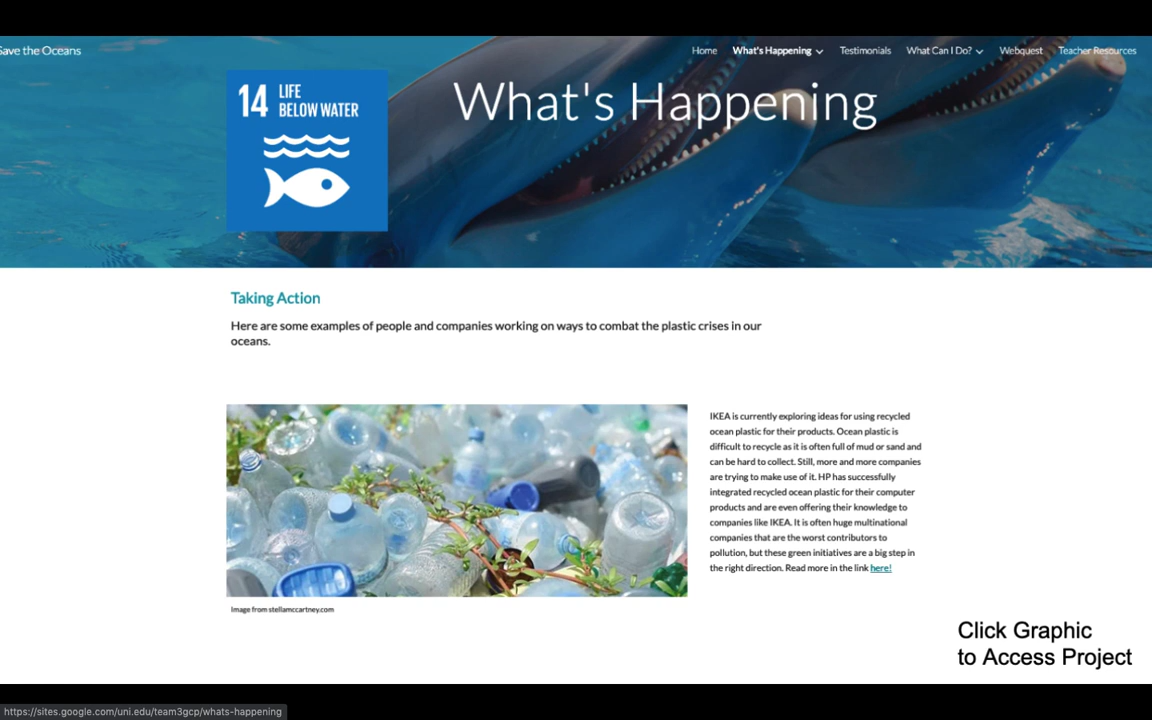 Save the Oceans
Home What's Happening Testimonials What Can I Do? Webquest Teacher Resources
14 LIFE
BELOW WATER
What's Happening
Taking Action
Here are some examples of people and companies working on ways to combat the plastic crises in our
oceans.
IKEA is currently exploring ideas for using recycled
ocean plastic for their products. Ocean plastic is
difficult to recycle as it is often full of mud or sand and
can be hard to collect. Still, more and more companies
are trying to make use of it. HP has successfully
integrated recycled ocean plastic for their computer
products and are even offering their knowledge to
companies like IKEA. It is often huge multinational
companies that are the worst contributors to
pollution, but these green initiatives are a big step in
the right direction. Read more in the link here!
Image from stellamccartney.com
Click Graphic
to Access Project
https://sites.google.com/uni.edu/team3gcp/whats-happening